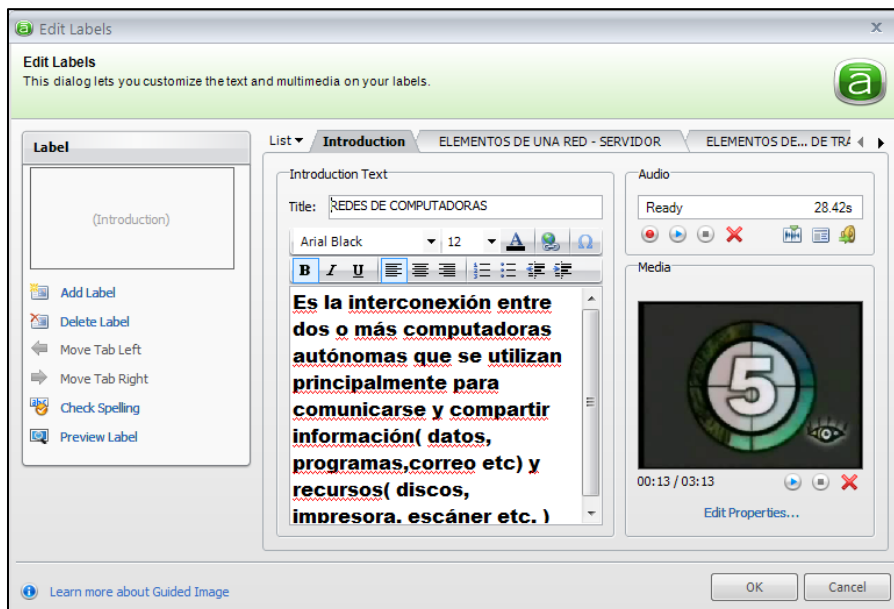 Edit Labels
Edit Labels
This dialog lets you customize the text and multimedia on your labels.
Label
(Introduction)
Add Label
Delete Label
Move Tab Left
Move Tab Right
Check Spelling
Preview Label
List
Introduction
ELEMENTOS DE UNA RED - SERVIDOR
ELEMENTOS DE... DE TRA
Introduction Text
Title:
REDES DE COMPUTADORAS
Arial Black
12
A
B I U
Es la interconexión entre
dos o más computadoras
autónomas que se utilizan
principalmente para
comunicarse y compartir
información( datos,
programas,correo etc) y
recursos( discos,
impresora, escáner etc. )
Audio
Ready 28.42s
Media
5
00:13 / 03:13
Edit Properties...
Learn more about Guided Image
OK
Cancel